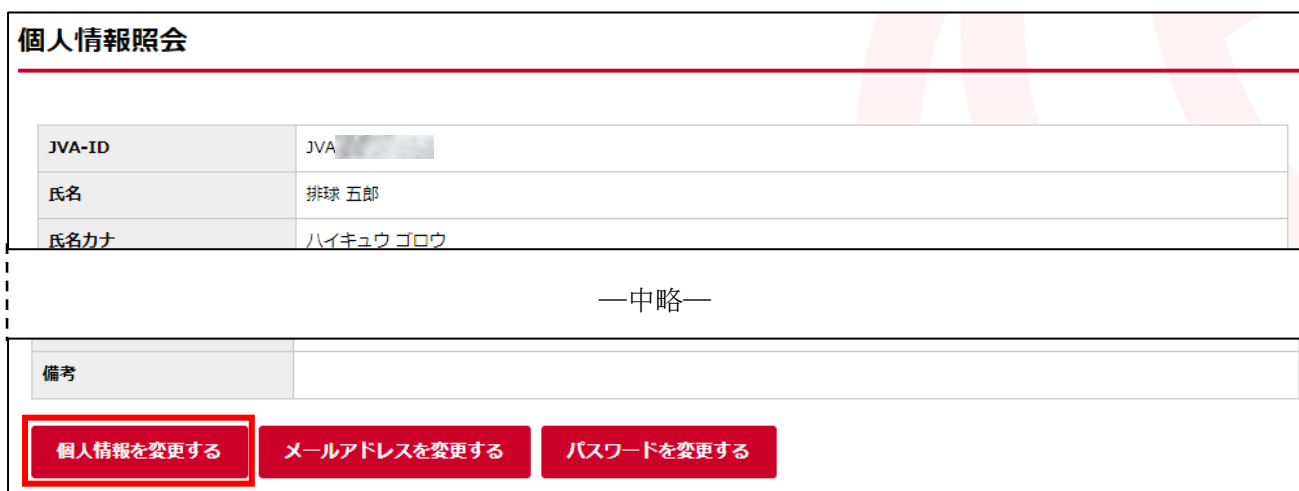 個人情報照会
JVA-ID JVA
氏名 排球 五郎
氏名カナ ハイキュウ ゴロウ
―中略―
備考
個人情報を変更する メールアドレスを変更する パスワードを変更する